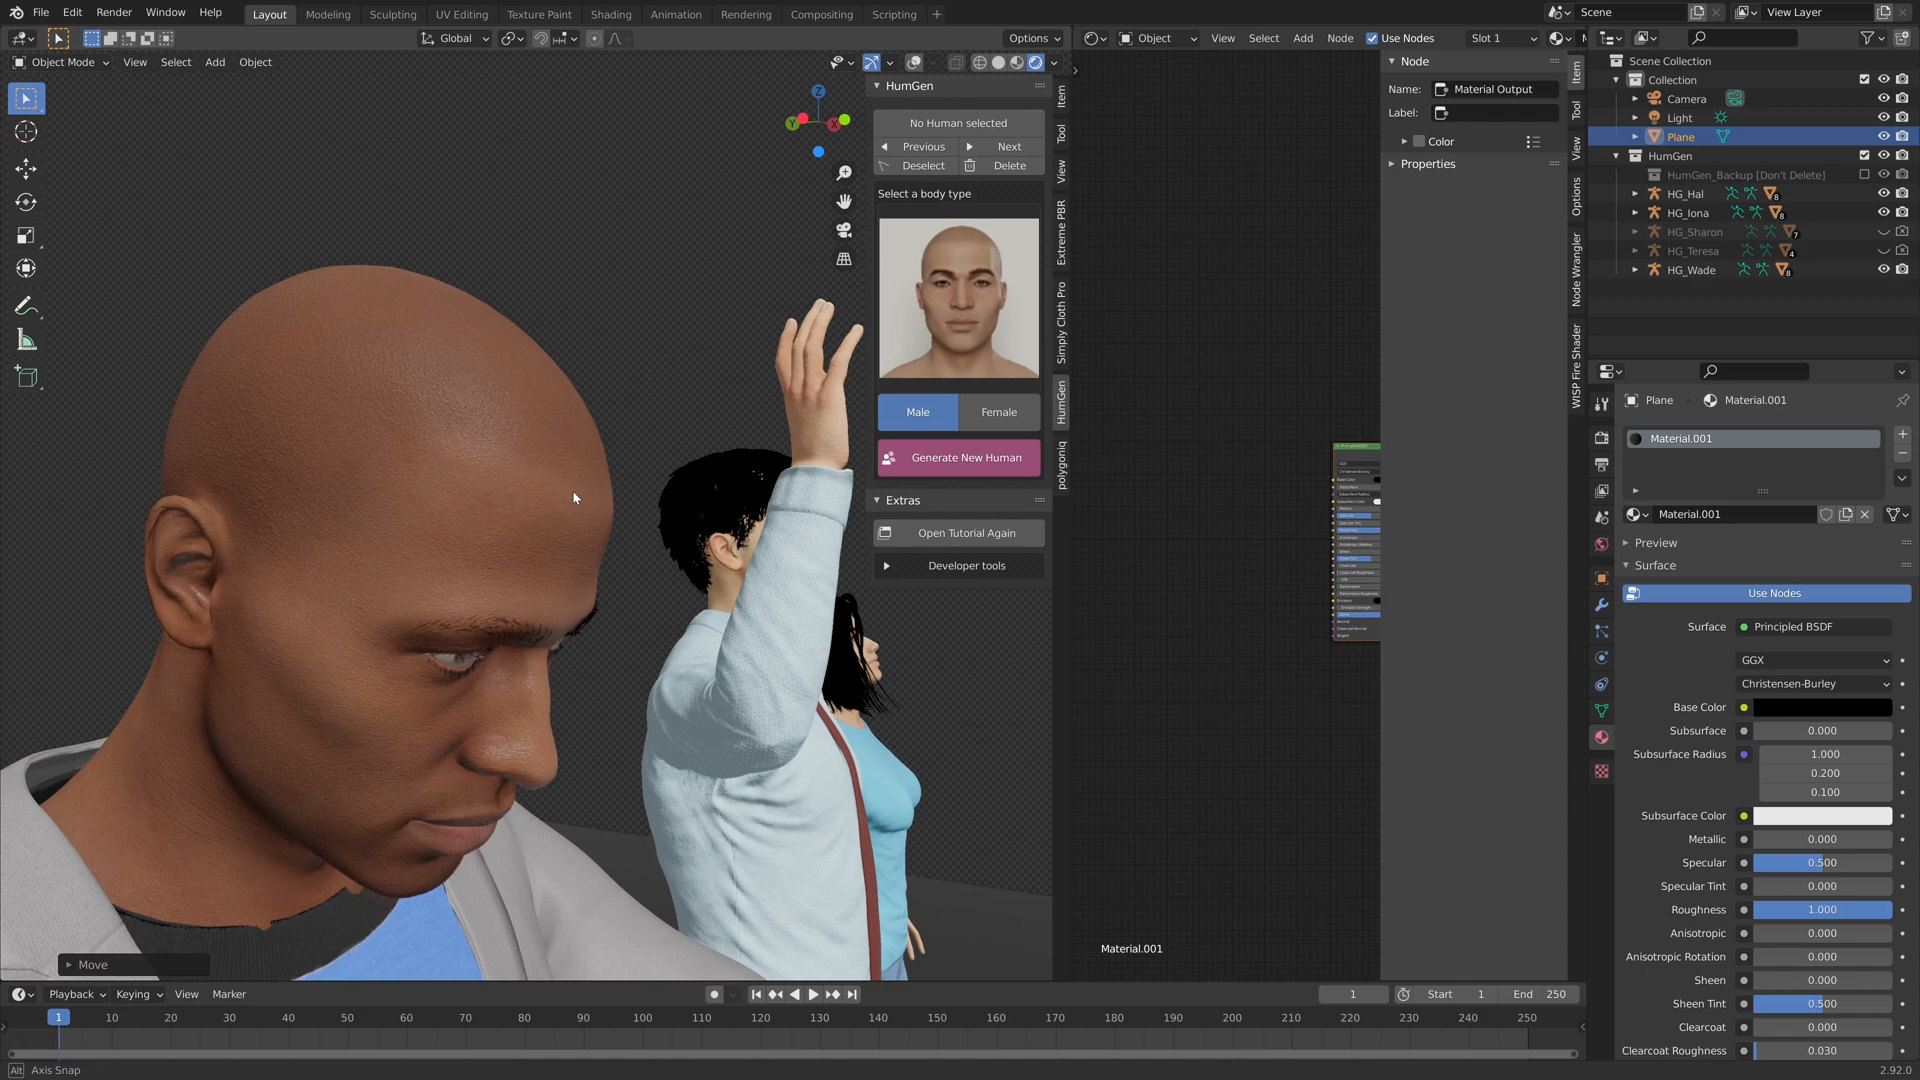 File Edit Render Window Help Layout Modeling Sculpting UV Editing Texture Paint Shading Animation Rendering Compositing Scripting + Scene View Layer
Global Options Object View Select Add Node Use Nodes Slot 1
Object Mode View Select Add Object
HumGen
No Human selected
Previous Next
Deselect Delete
Select a body type
Male Female
Generate New Human
Extras
Open Tutorial Again
Developer tools
Item
Tool
View
Extreme PBR
Simply Cloth Pro
HumGen
polygoniq
Z
Y
X
Move
Material.001
Node
Name: Material Output
Label:
Color
Properties
Item
Tool
View
Options
Node Wrangler
WISP Fire Shader
Scene Collection
Collection
Camera
Light
Plane
HumGen
HumGen_Backup [Don't Delete]
HG_Hal 8
HG_Iona 8
HG_Sharon 7
HG_Teresa 4
HG_Wade 8
Plane Material.001
Material.001
Material.001
Preview
Surface
Use Nodes
Surface Principled BSDF
GGX
Christensen-Burley
Base Color
Subsurface 0.000
Subsurface Radius 1.000
0.200
0.100
Subsurface Color
Metallic 0.000
Specular 0.500
Specular Tint 0.000
Roughness 1.000
Anisotropic 0.000
Anisotropic Rotation 0.000
Sheen 0.000
Sheen Tint 0.500
Clearcoat 0.000
Clearcoat Roughness 0.030
Playback Keying View Marker 1 Start 1 End 250
1 10 20 30 40 50 60 70 80 90 100 110 120 130 140 150 160 170 180 190 200 210 220 230 240 250
Alt Axis Snap 2.92.0